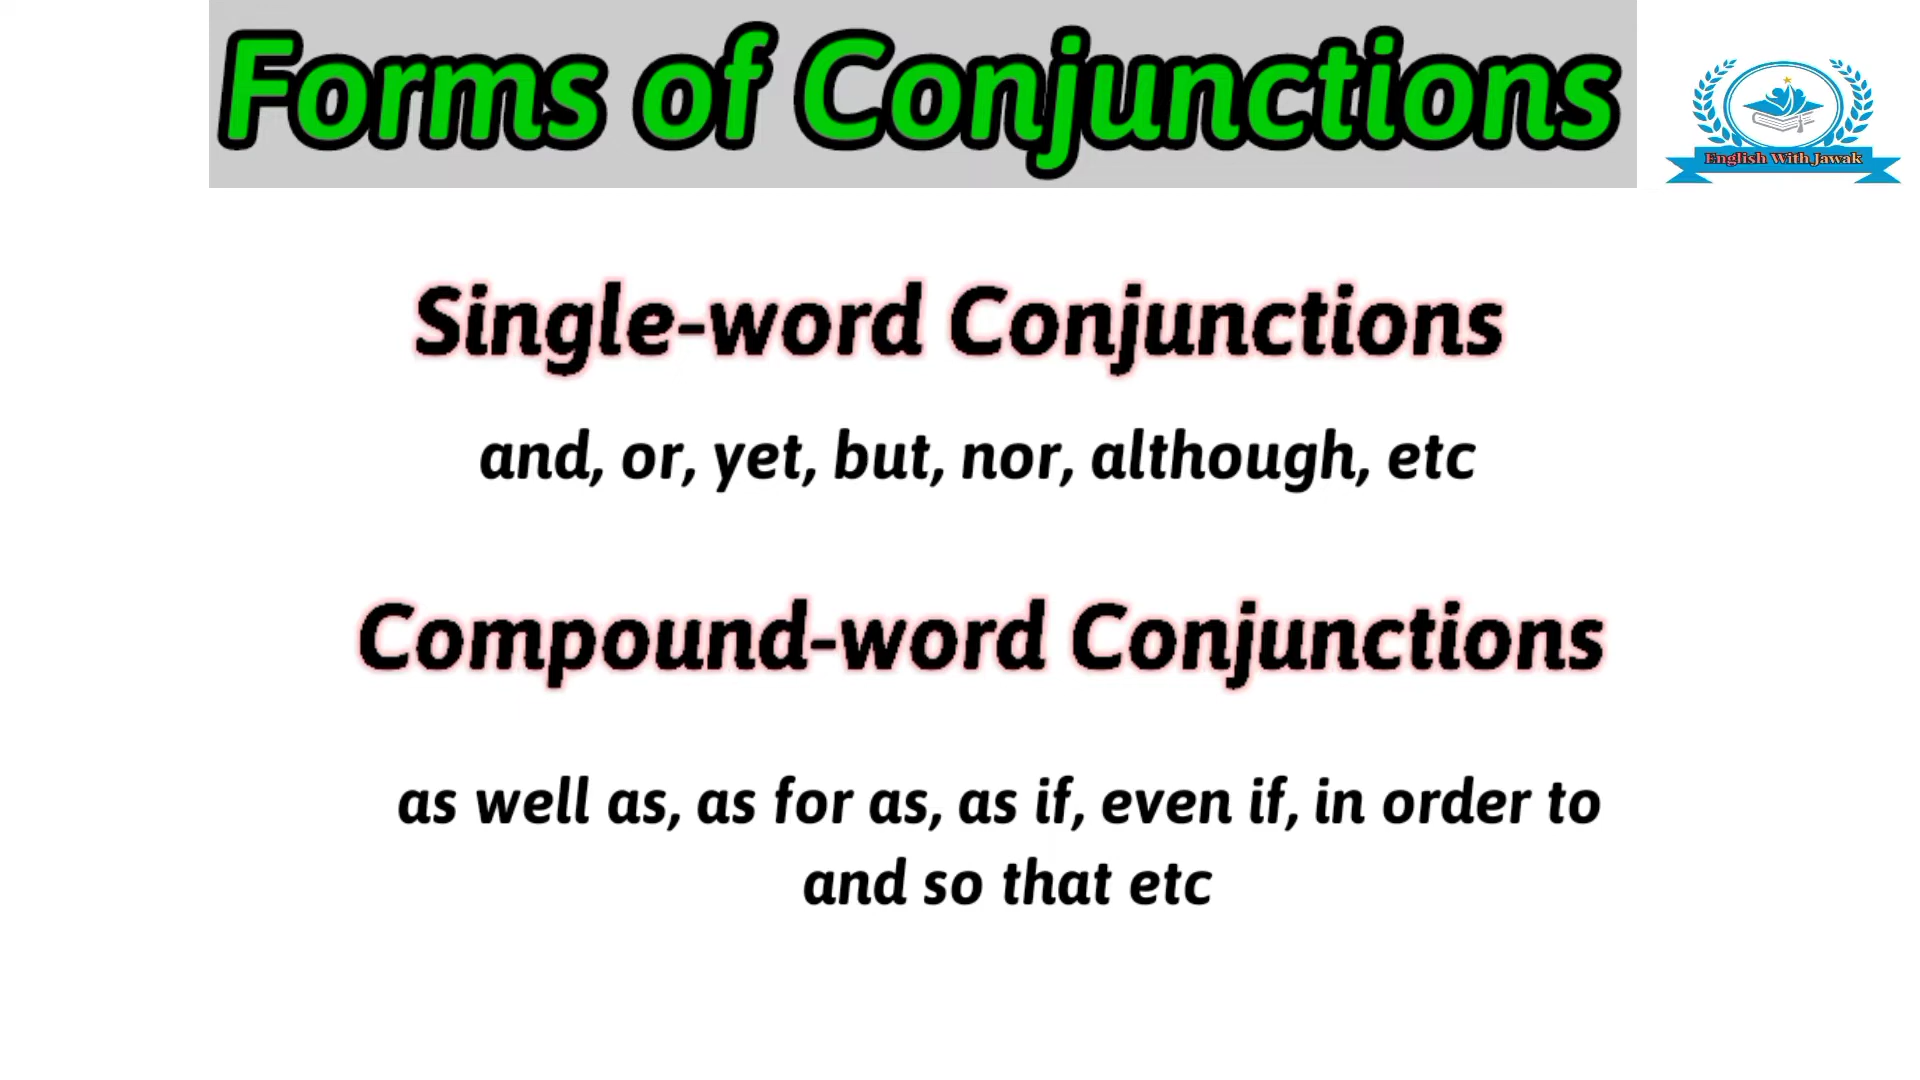 Forms of Conjunctions
English With Jawak
Single-word Conjunctions
and, or, yet, but, nor, although, etc
Compound-word Conjunctions
as well as, as for as, as if, even if, in order to
and so that etc